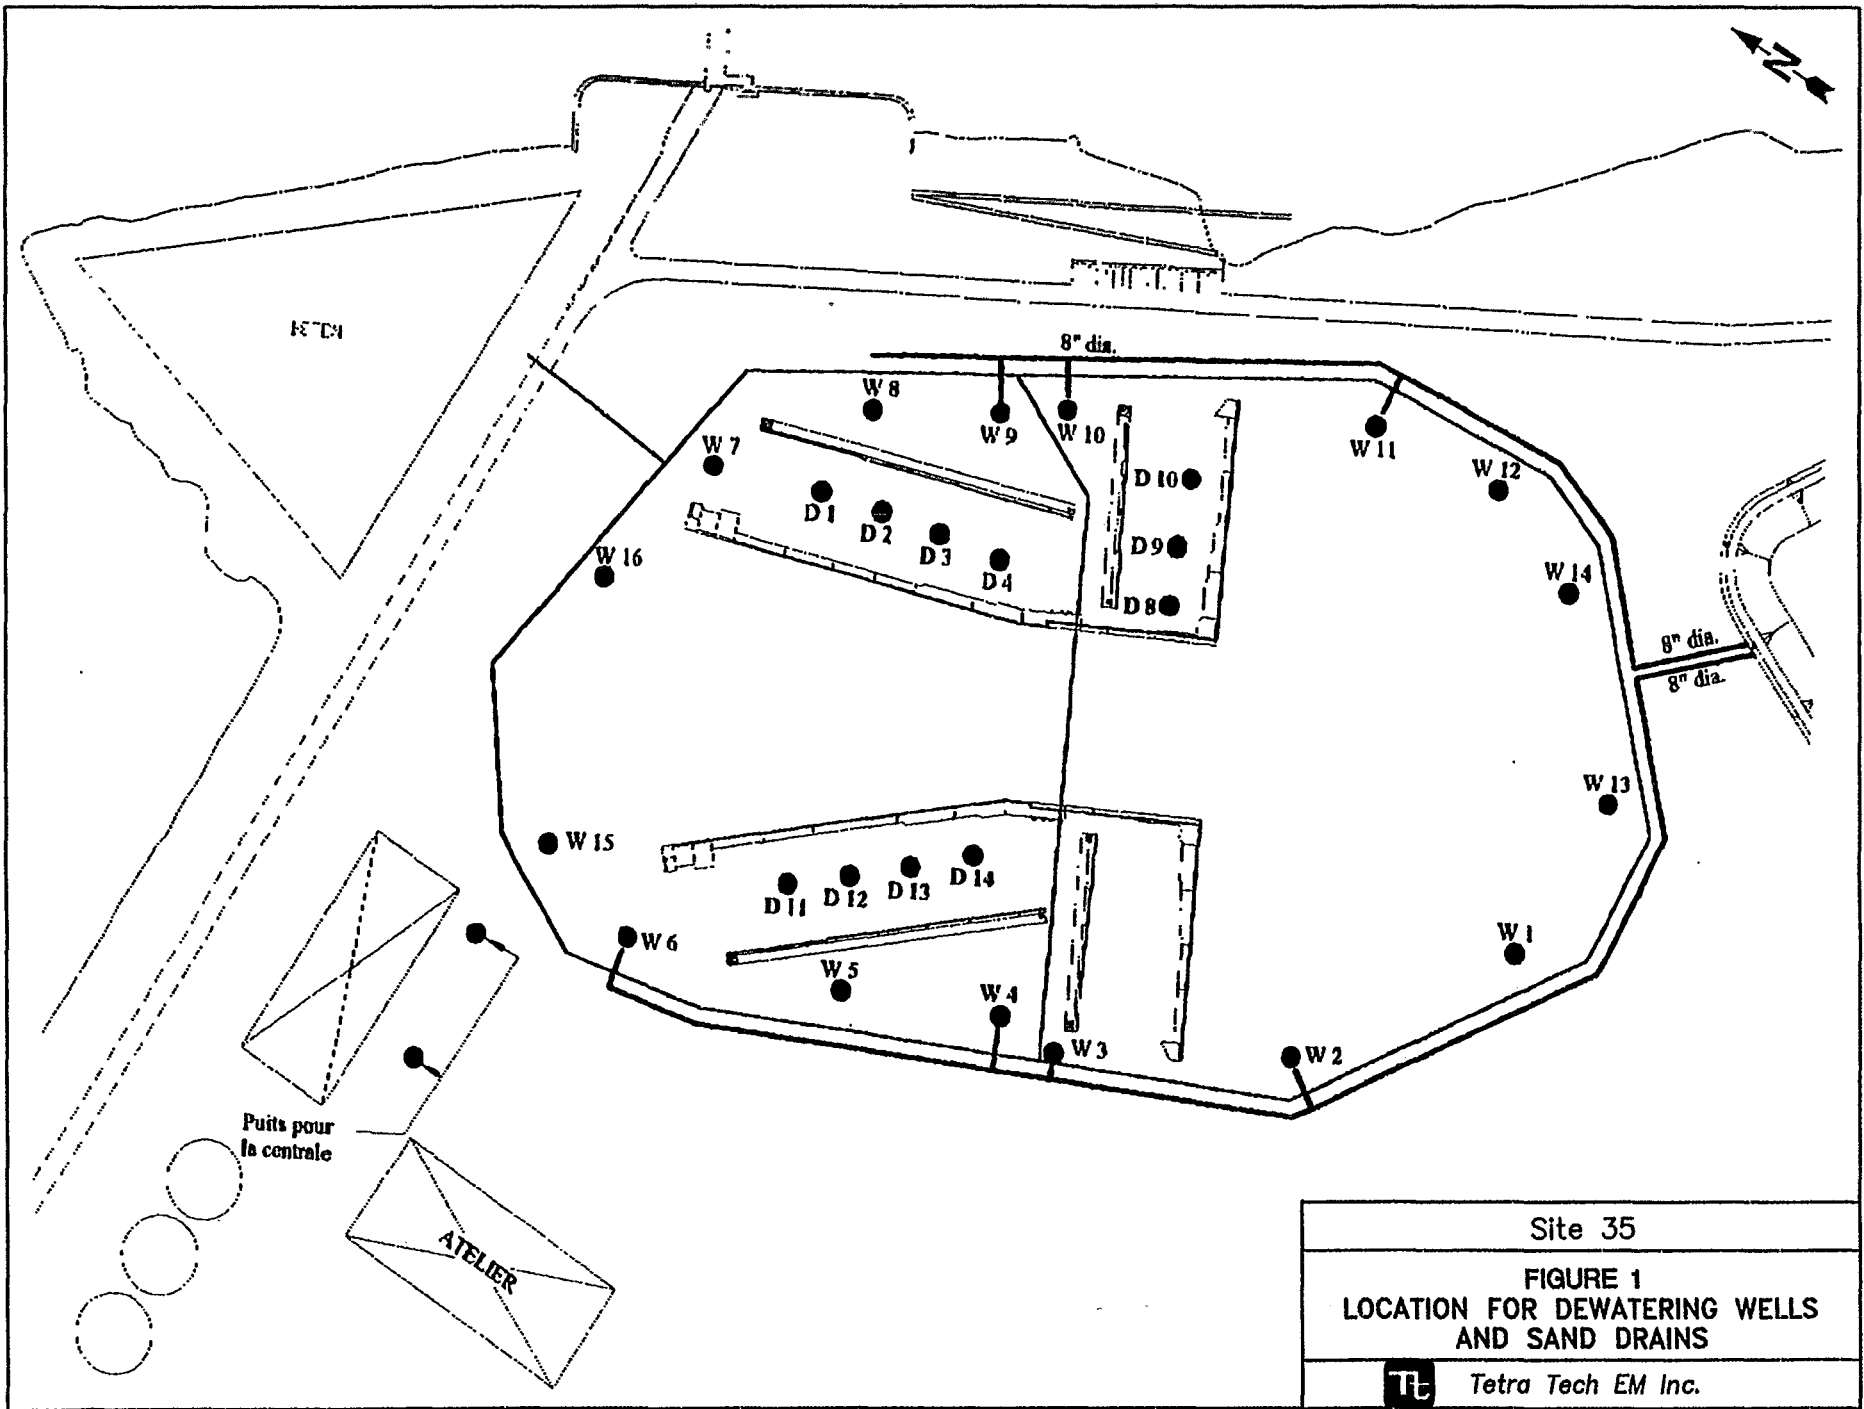 N
8" dia.
W 8
W 9
W 10
W 11
W 7
W 12
D 10
D 1
D 2
D 3
D 9
W 16
D 4
W 14
D 8
8" dia.
8" dia.
W 13
W 15
D 11
D 12
D 13
D 14
W 6
W 1
W 5
W 4
W 3
W 2
Puits pour
la centrale
ATELIER
Site 35
FIGURE 1
LOCATION FOR DEWATERING WELLS
AND SAND DRAINS
Tt
Tetra Tech EM Inc.